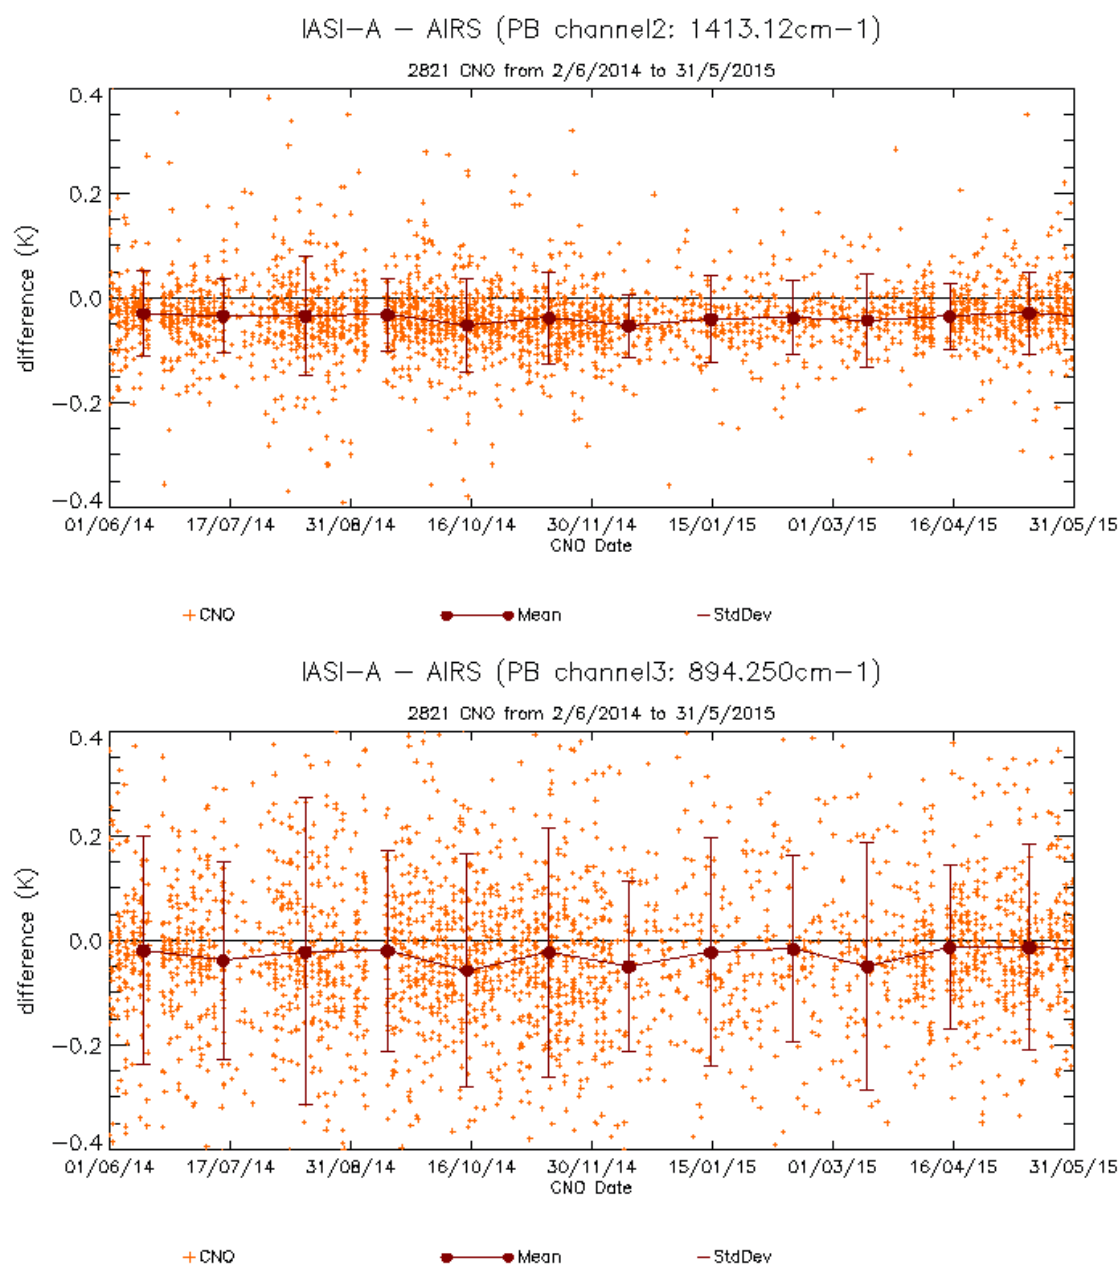 IASI-A - AIRS (PB channel2: 1413.12cm-1)
2821 CNO from 2/6/2014 to 31/5/2015
difference (K)
0.4
0.2
0.0
-0.2
-0.4
01/06/14 17/07/14 31/08/14 16/10/14 30/11/14 15/01/15 01/03/15 16/04/15 31/05/15
CNO Date
CNO Mean StdDev
IASI-A - AIRS (PB channel3: 894.250cm-1)
2821 CNO from 2/6/2014 to 31/5/2015
difference (K)
0.4
0.2
0.0
-0.2
-0.4
01/06/14 17/07/14 31/08/14 16/10/14 30/11/14 15/01/15 01/03/15 16/04/15 31/05/15
CNO Date
CNO Mean StdDev